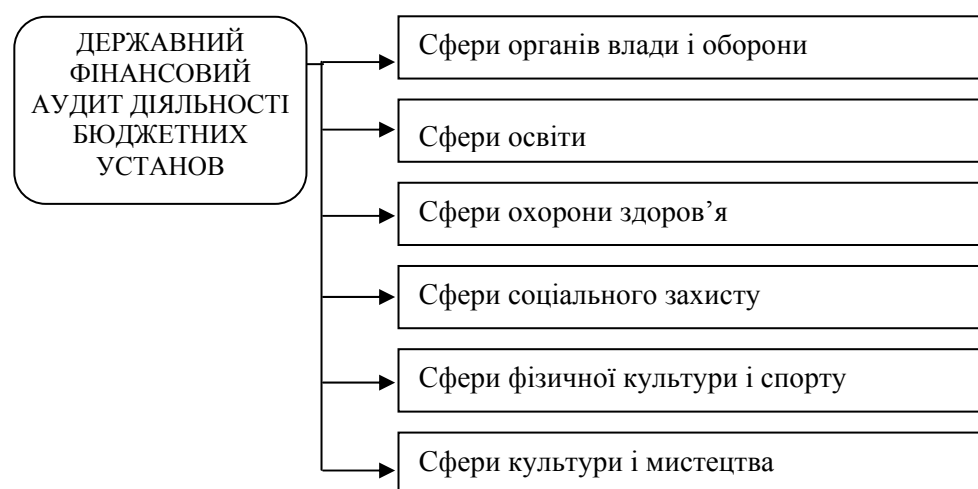 ДЕРЖАВНИЙ
ФІНАНСОВИЙ
АУДИТ ДІЯЛЬНОСТІ
БЮДЖЕТНИХ
УСТАНОВ
Сфери органів влади і оборони
Сфери освіти
Сфери охорони здоров’я
Сфери соціального захисту
Сфери фізичної культури і спорту
Сфери культури і мистецтва